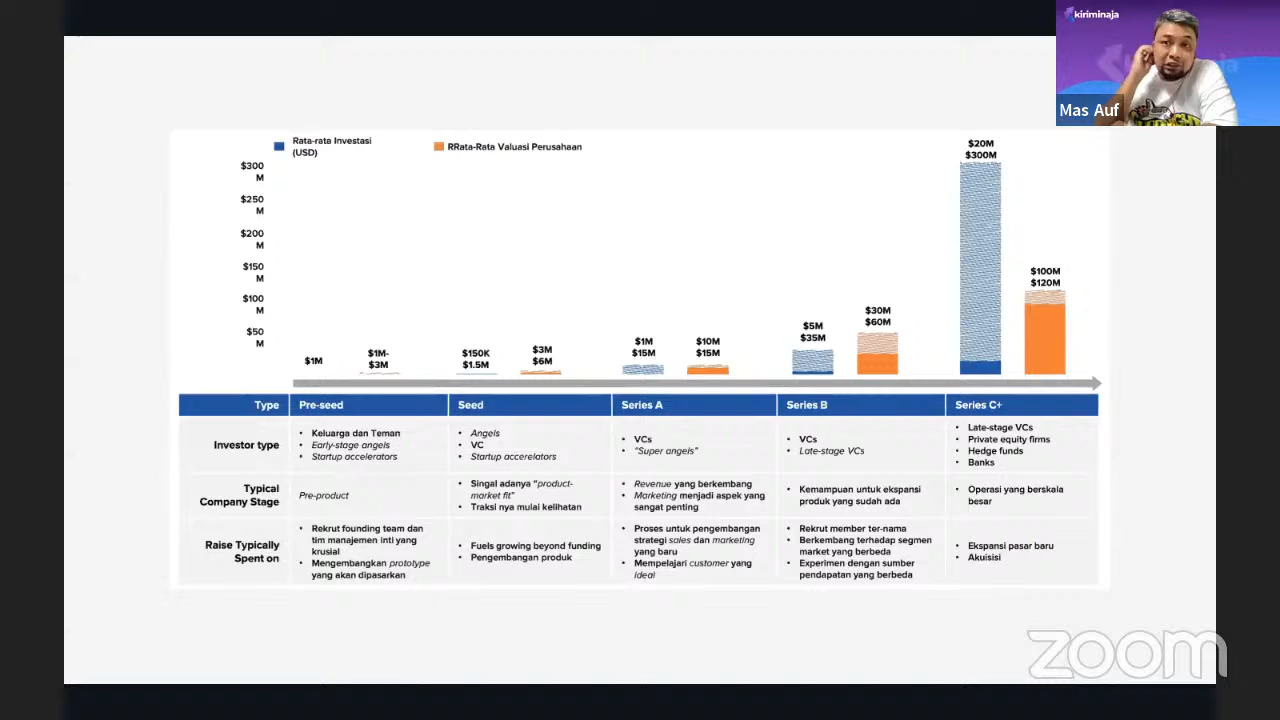 kiriminaja
Mas Auf
Rata-rata Investasi
(USD)
RRata-Rata Valuasi Perusahaan
$300
M
$250
M
$200
M
$150
M
$100
M
$50
M
$1M
$1M-
$3M
$150K
$1.5M
$3M
$6M
$1M
$15M
$10M
$15M
$5M
$35M
$30M
$60M
$20M
$300M
$100M
$120M
Type
Pre-seed
Seed
Series A
Series B
Series C+
Investor type
• Keluarga dan Teman
• Early-stage angels
• Startup accelerators
• Angels
• VC
• Startup accerelators
• VCs
• "Super angels"
• VCs
• Late-stage VCs
• Late-stage VCs
• Private equity firms
• Hedge funds
• Banks
Typical
Company Stage
Pre-product
• Singal adanya “product-
market fit”
• Traksi nya mulai kelihatan
• Revenue yang berkembang
• Marketing menjadi aspek yang
sangat penting
• Kemampuan untuk ekspansi
produk yang sudah ada
• Operasi yang berskala
besar
Raise Typically
Spent on
• Rekrut founding team dan
tim manajemen inti yang
krusial
• Mengembangkan prototype
yang akan dipasarkan
• Fuels growing beyond funding
• Pengembangan produk
• Proses untuk pengembangan
strategi sales dan marketing
yang baru
• Mempelajari customer yang
ideal
• Rekrut member ter-nama
• Berkembang terhadap segmen
market yang berbeda
• Experimen dengan sumber
pendapatan yang berbeda
• Ekspansi pasar baru
• Akuisisi
zoom